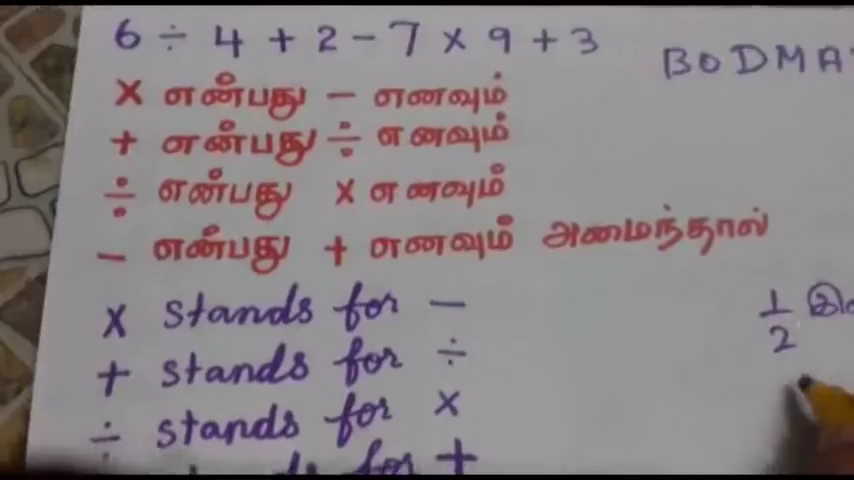 6 ÷ 4 + 2 - 7 × 9 + 3
BODMA
× என்பது - எனவும்
+ என்பது ÷ எனவும்
÷ என்பது × எனவும்
- என்பது + எனவும் அமைந்தால்
× stands for -
1/2
+ stands for ÷
÷ stands for ×
for +